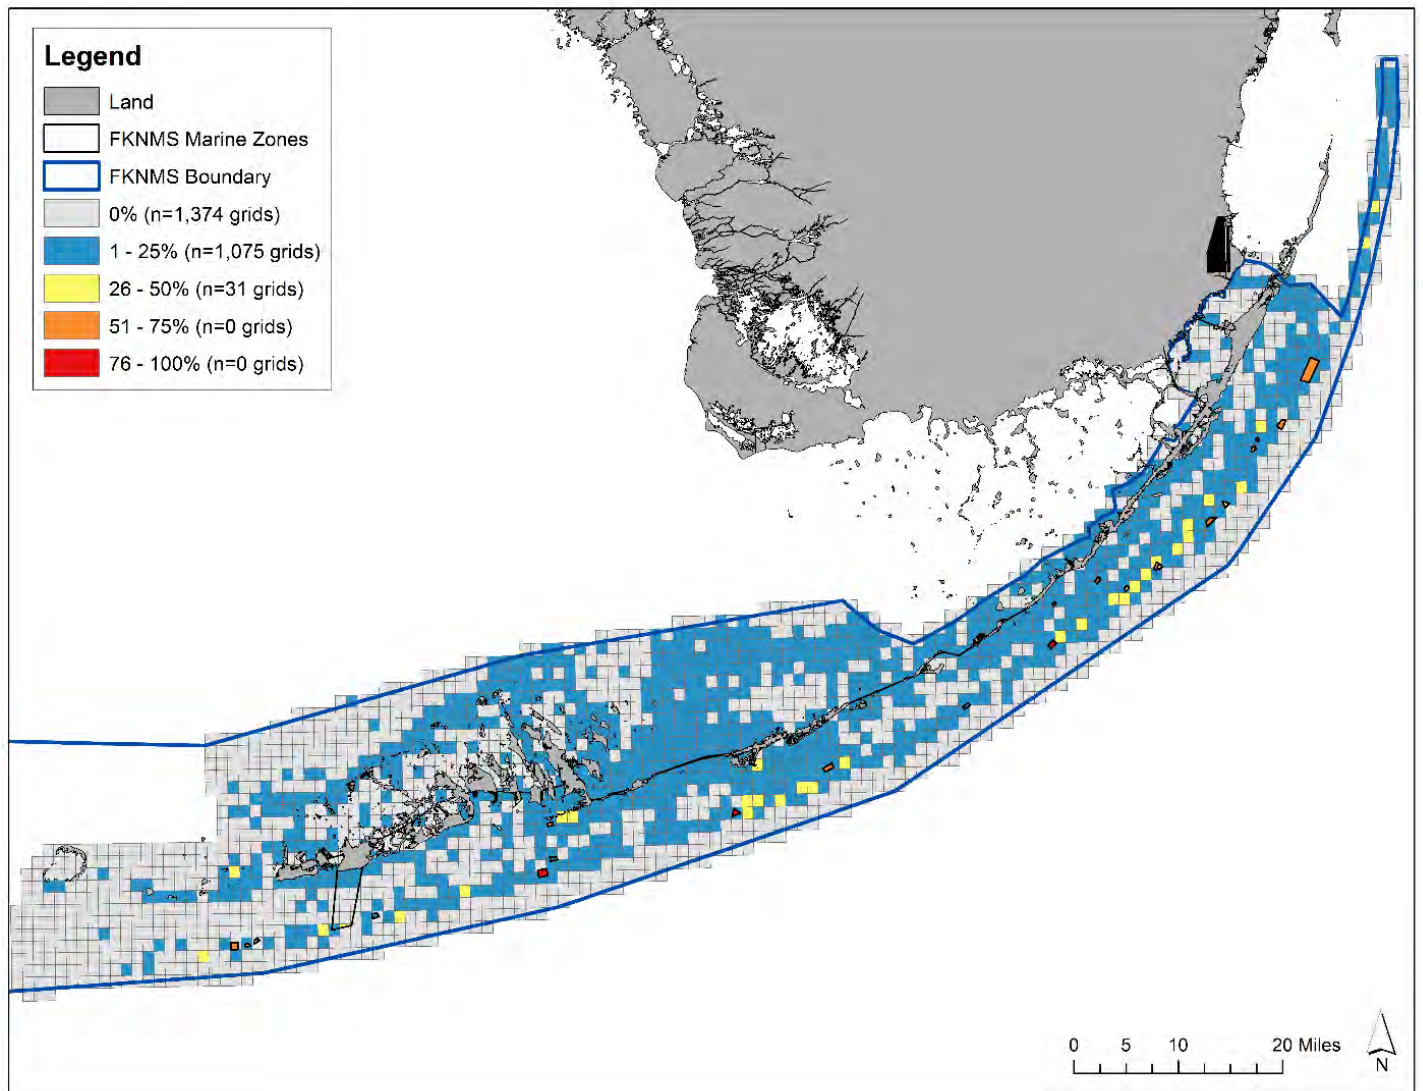 Legend
Land
FKNMS Marine Zones
FKNMS Boundary
0% (n=1,374 grids)
1 - 25% (n=1,075 grids)
26 - 50% (n=31 grids)
51 - 75% (n=0 grids)
76 - 100% (n=0 grids)
0 5 10 20 Miles
N